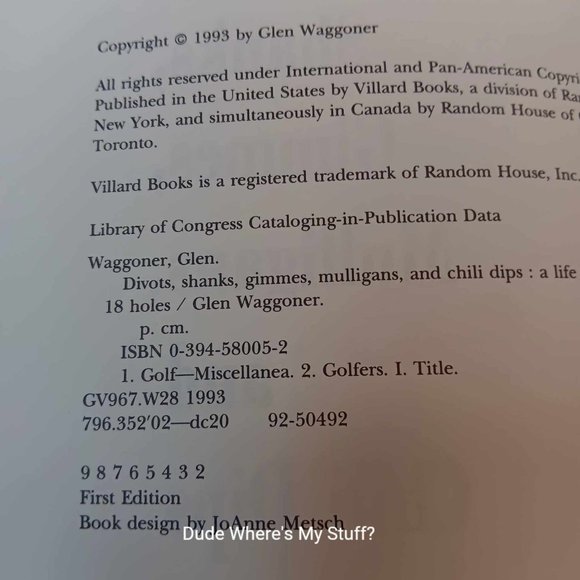 Copyright © 1993 by Glen Waggoner
All rights reserved under International and Pan-American
Published in the United States by Villard Books, a division of
New York, and simultaneously in Canada by Random House of
Toronto.
Villard Books is a registered trademark of Random House, Inc.
Library of Congress Cataloging-in-Publication Data
Waggoner, Glen.
Divots, shanks, gimmes, mulligans, and chili dips : a life
18 holes / Glen Waggoner.
p. cm.
ISBN 0-394-58005-2
1. Golf—Miscellanea. 2. Golfers. I. Title.
GV967.W28 1993
796.352'02—dc20 92-50492
9 8 7 6 5 4 3 2
First Edition
Book design by JoAnne Metsch
Dude Where's My Stuff?